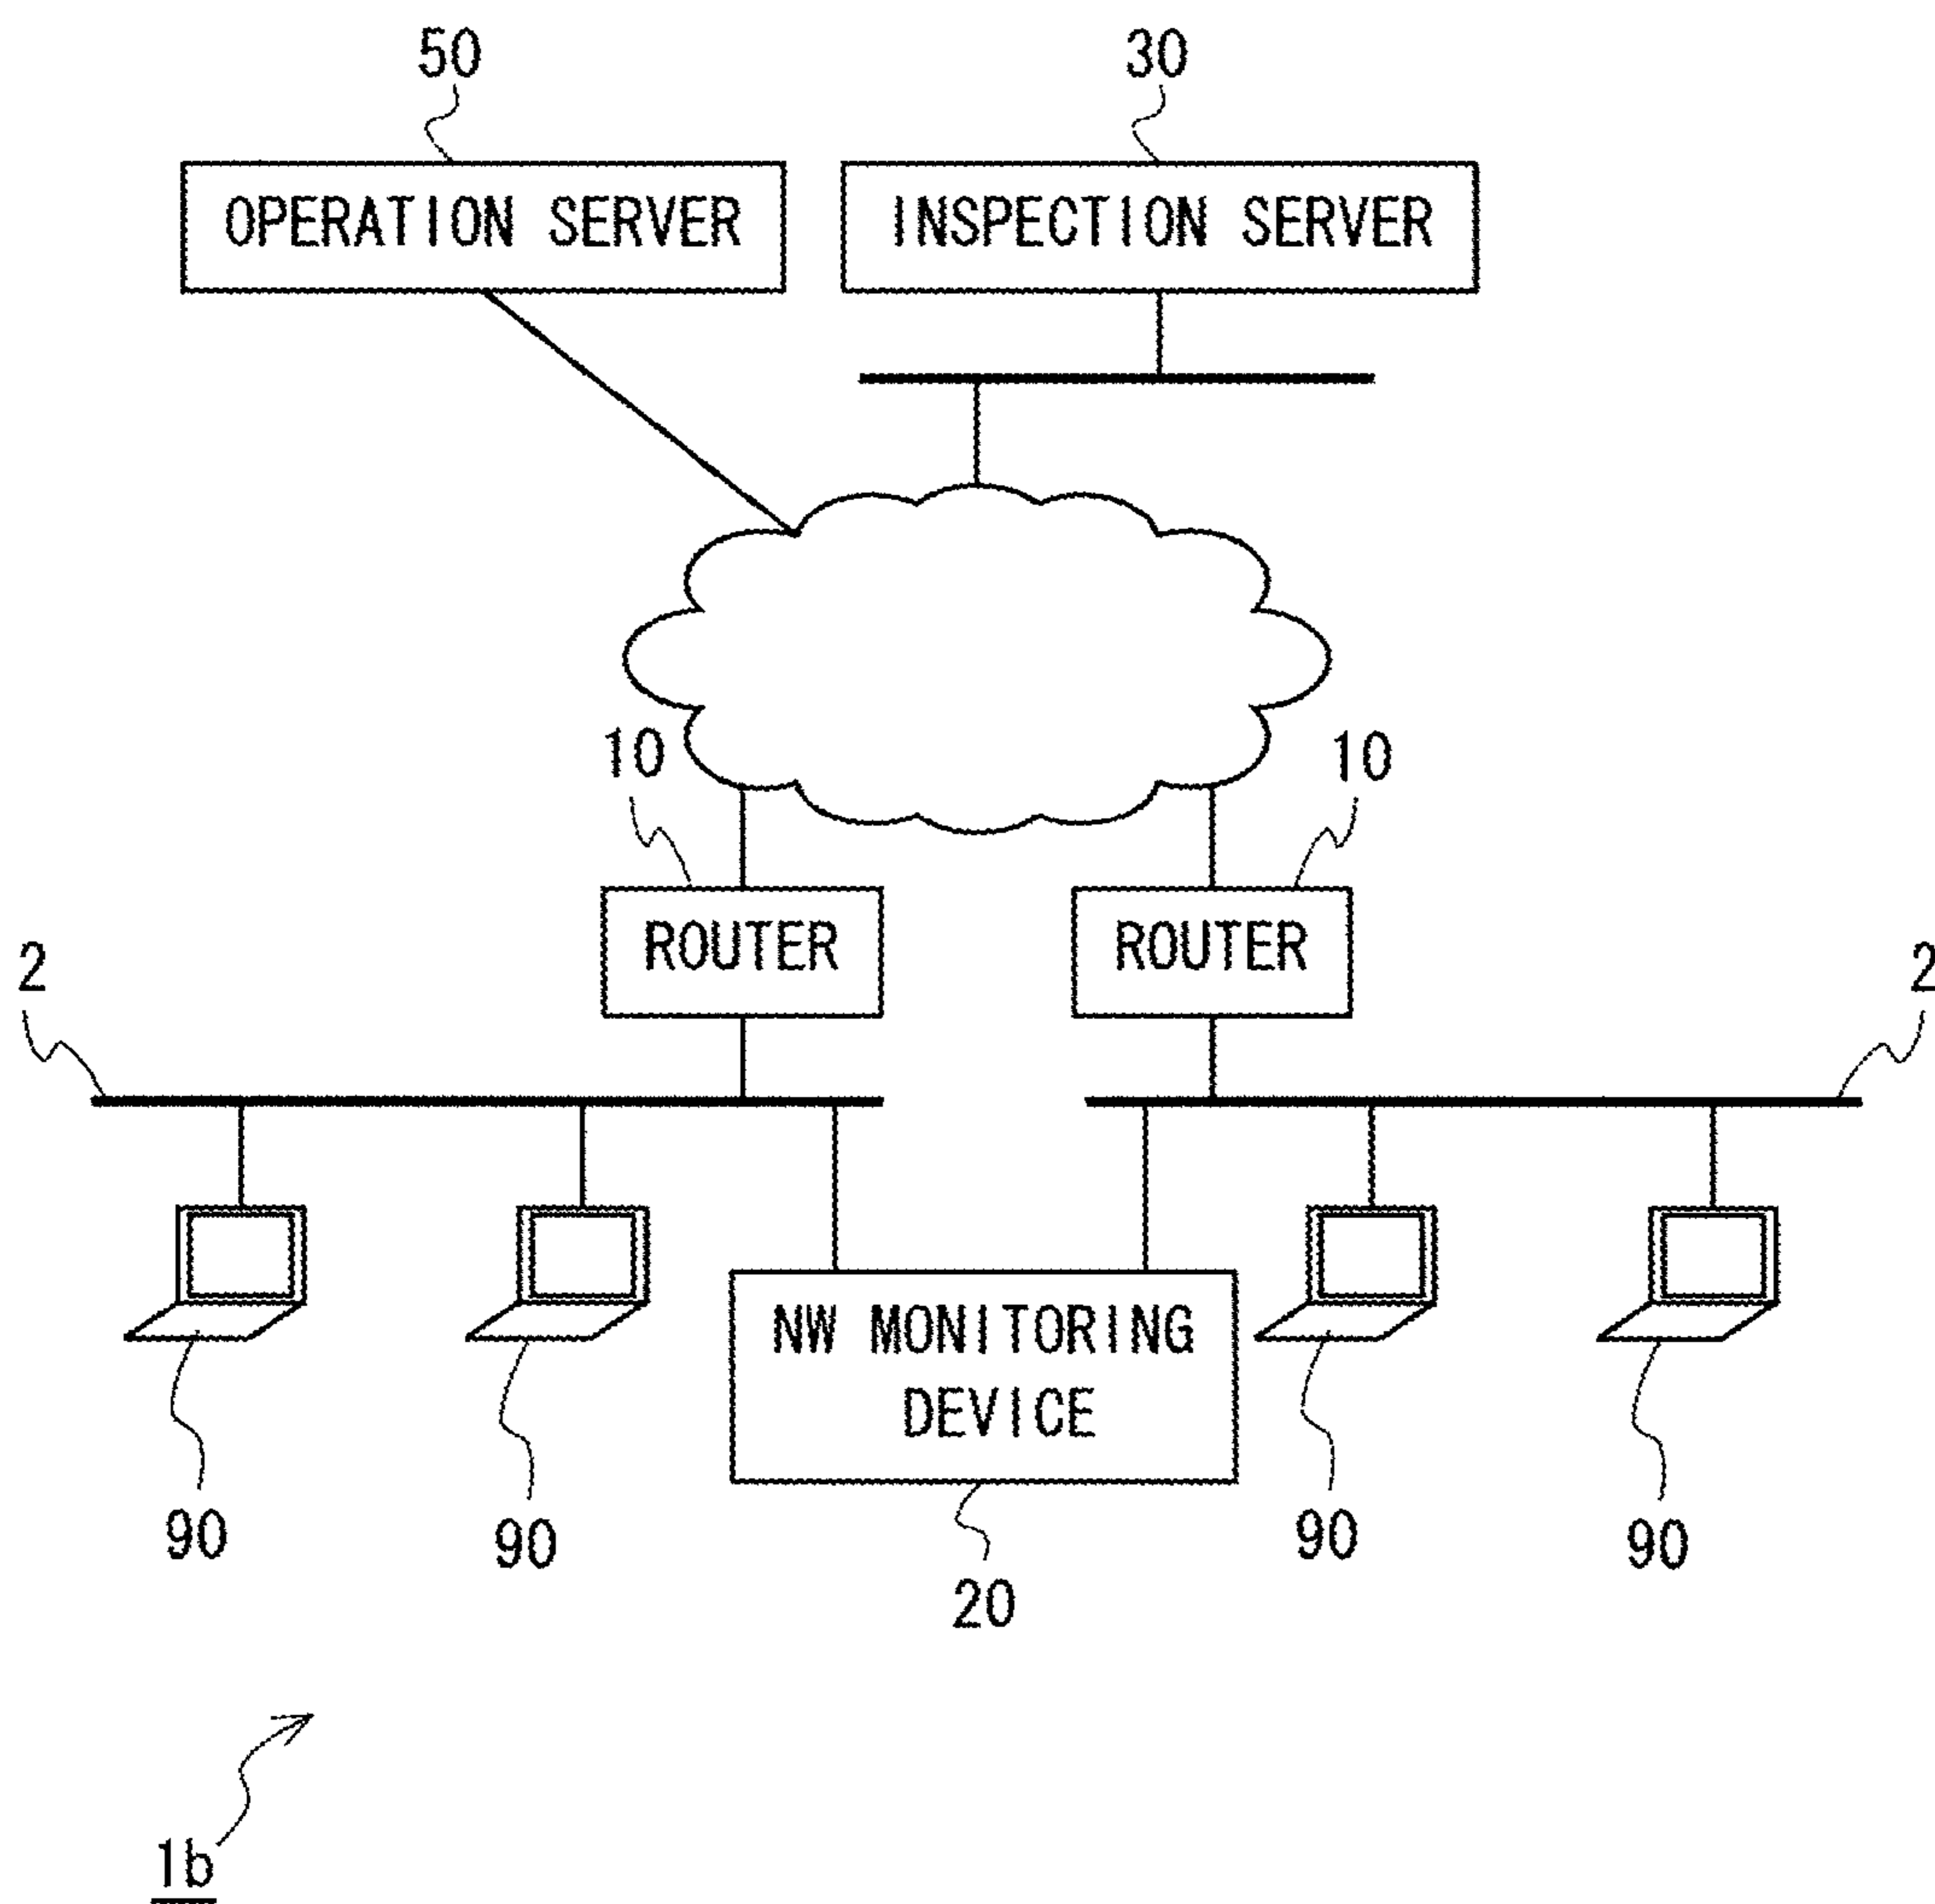 50
30
OPERATION SERVER
INSPECTION SERVER
10
10
ROUTER
ROUTER
2
2
NW MONITORING
DEVICE
90
90
90
90
20
1b